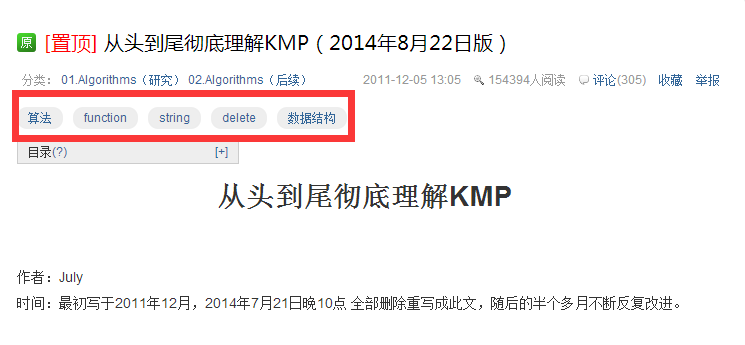 原 [置顶] 从头到尾彻底理解KMP（2014年8月22日版）
分类： 01.Algorithms（研究） 02.Algorithms（后续） 2011-12-05 13:05 154394人阅读 评论(305) 收藏 举报
算法 function string delete 数据结构
目录(?) [+]
从头到尾彻底理解KMP
作者：July
时间：最初写于2011年12月，2014年7月21日晚10点 全部删除重写成此文，随后的半个多月不断反复改进。